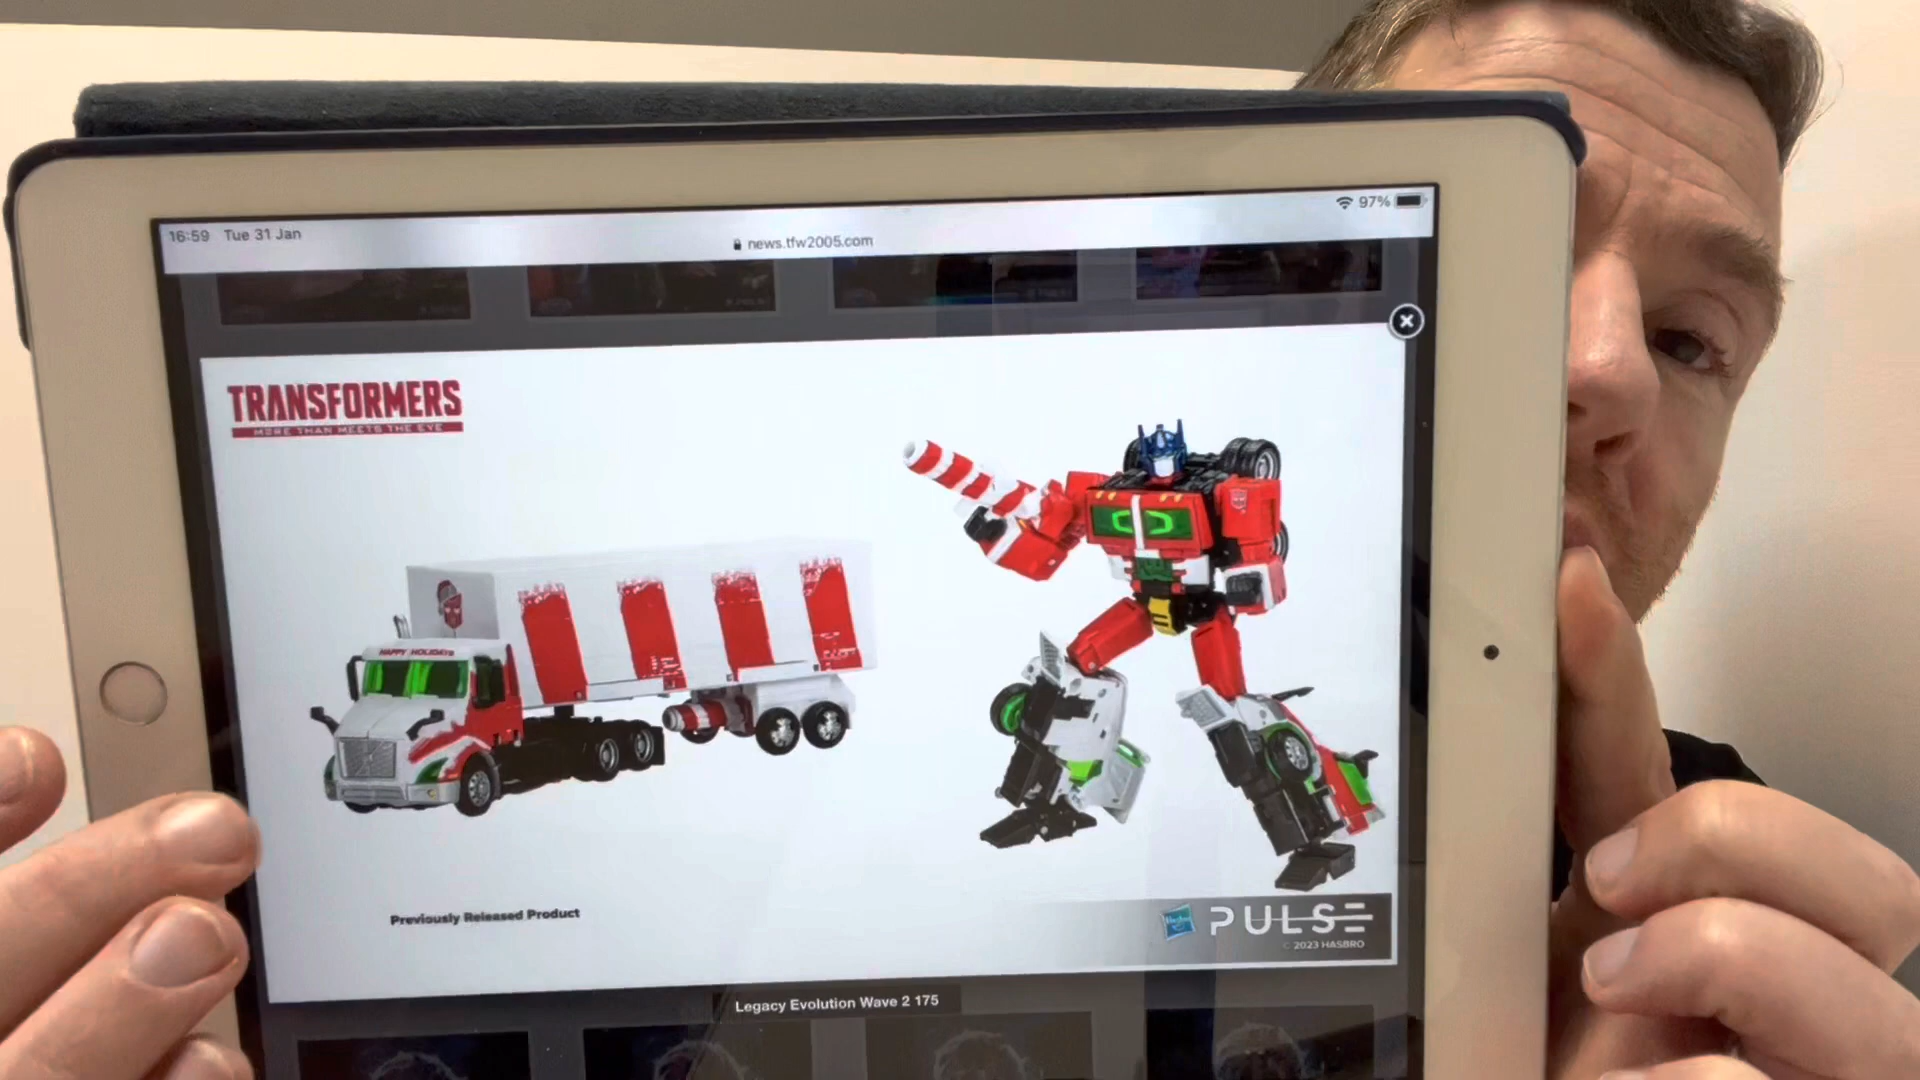 16:59 Tue 31 Jan
news.tfw2005.com
97%
TRANSFORMERS
MORE THAN MEETS THE EYE
HAPPY HOLIDAYS
Previously Released Product
Hasbro
PULSE
© 2023 HASBRO
Legacy Evolution Wave 2 175